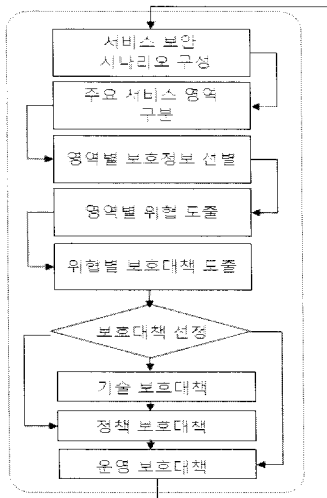 서비스 보안
시나리오 구성
주요 서비스 영역
구분
영역별 보호정보 선별
영역별 위협 도출
위협별 보호대책 도출
보호대책 선정
기술 보호대책
정책 보호대책
운영 보호대책